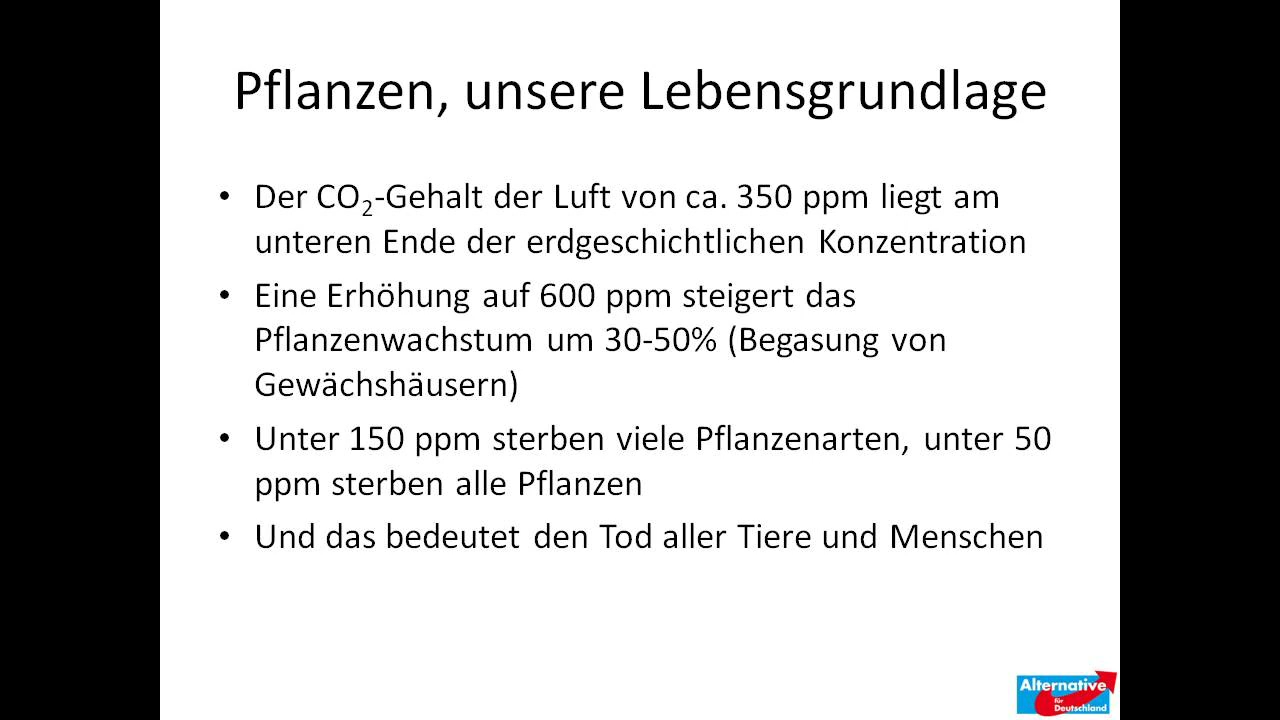 Pflanzen, unsere Lebensgrundlage
• Der CO₂-Gehalt der Luft von ca. 350 ppm liegt am
unteren Ende der erdgeschichtlichen Konzentration
• Eine Erhöhung auf 600 ppm steigert das
Pflanzenwachstum um 30-50% (Begasung von
Gewächshäusern)
• Unter 150 ppm sterben viele Pflanzenarten, unter 50
ppm sterben alle Pflanzen
• Und das bedeutet den Tod aller Tiere und Menschen
Alternative
für
Deutschland